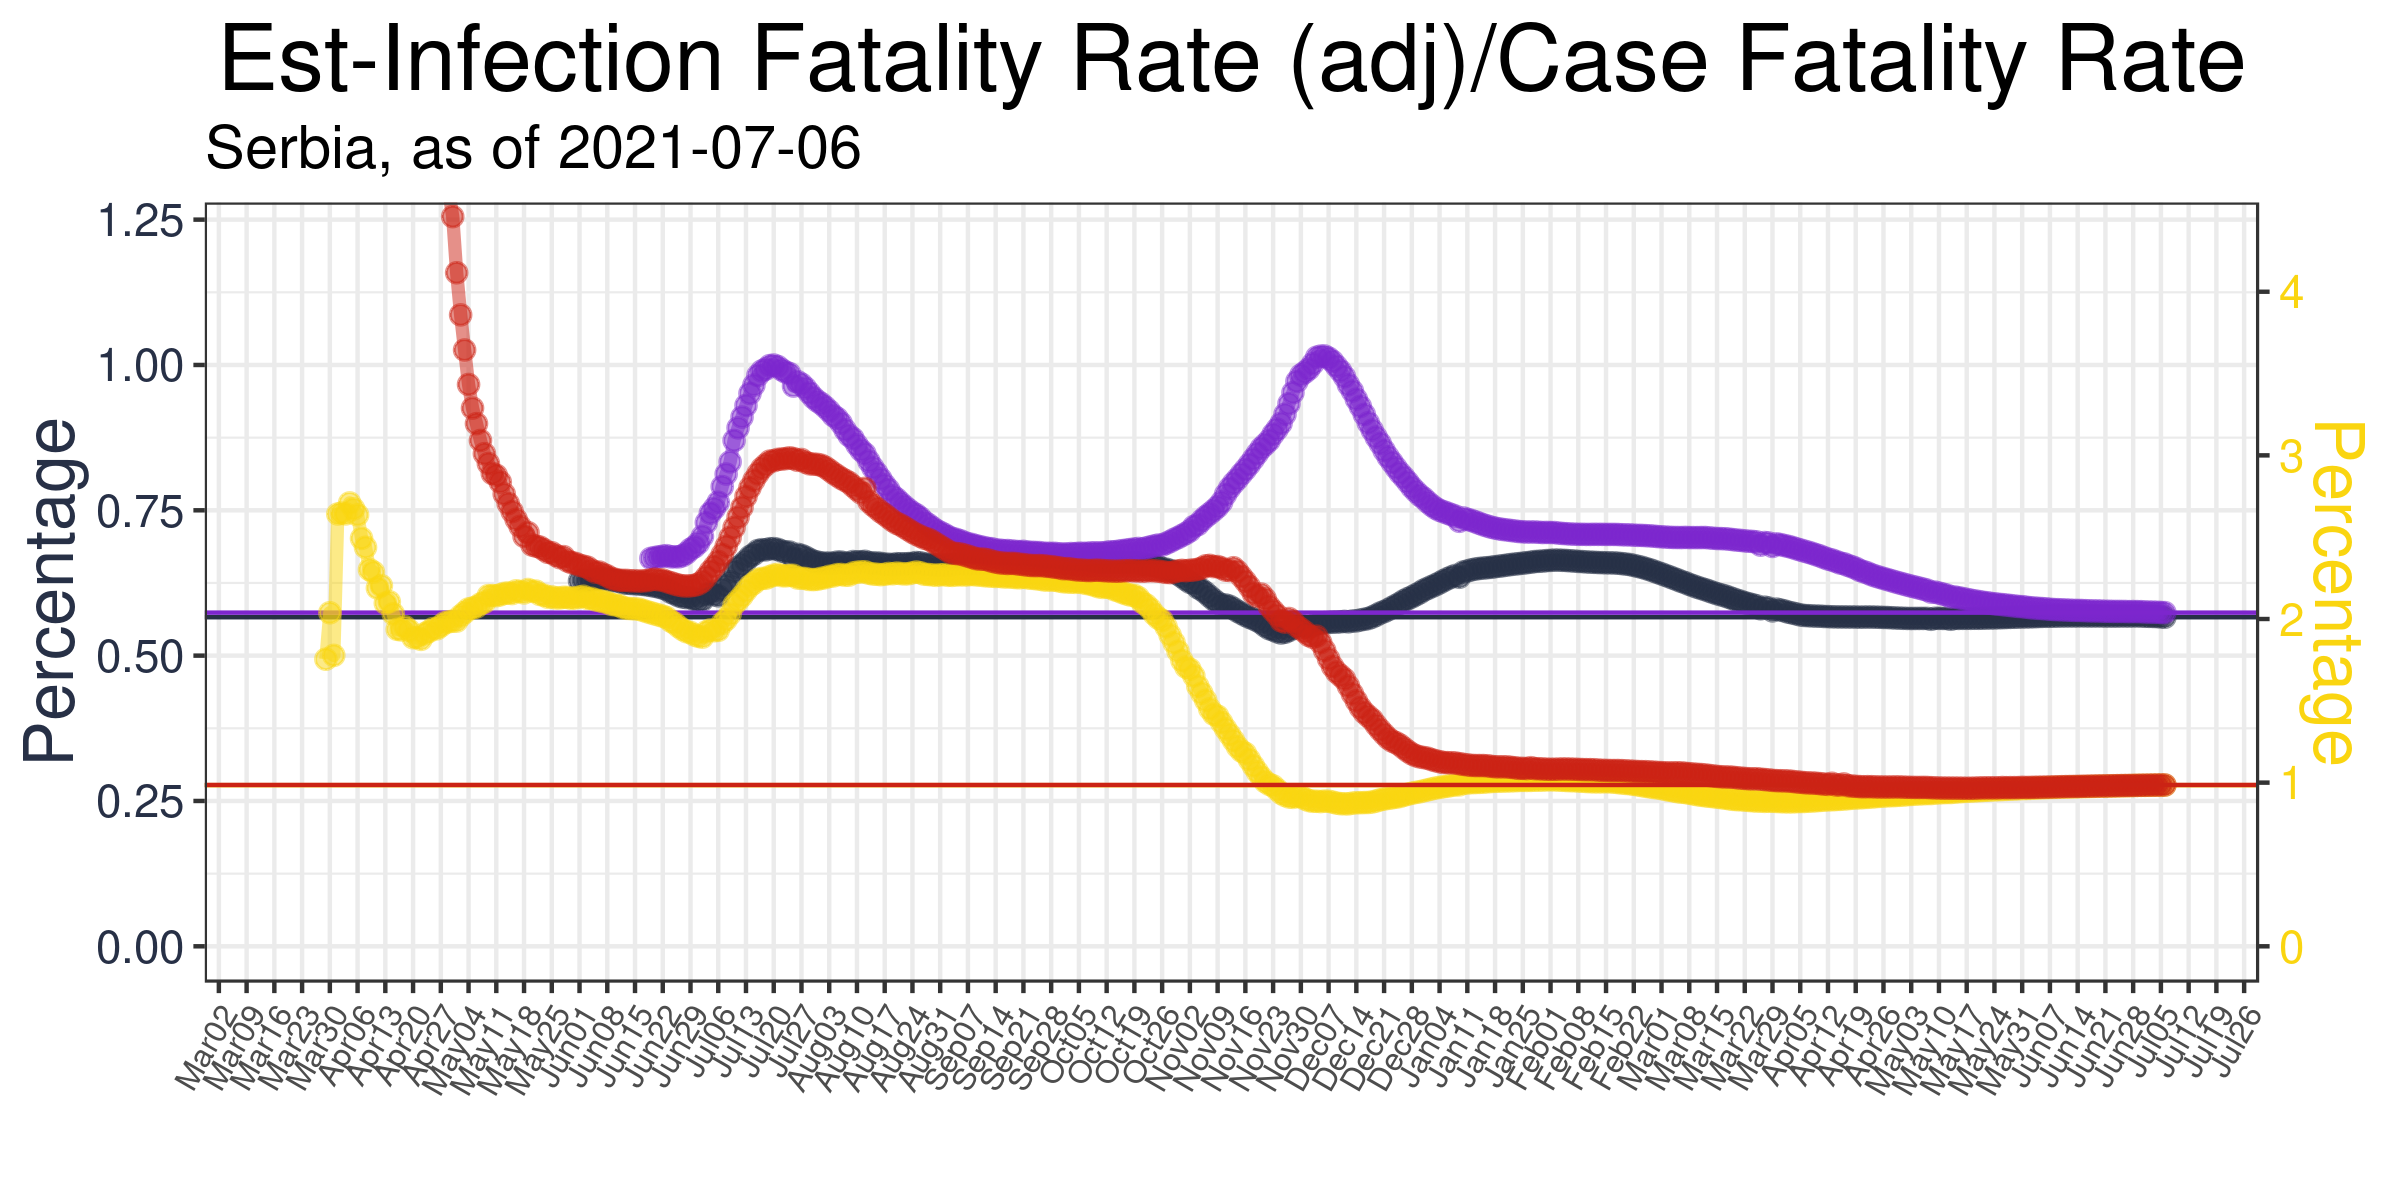 Est-Infection Fatality Rate (adj)/Case Fatality Rate
Serbia, as of 2021-07-06
Percentage
1.25
1.00
0.75
0.50
0.25
0.00
4
3
2
1
0
Percentage
Mar02
Mar09
Mar16
Mar23
Mar30
Apr06
Apr13
Apr20
Apr27
May04
May11
May18
May25
Jun01
Jun08
Jun15
Jun22
Jun29
Jul06
Jul13
Jul20
Jul27
Aug03
Aug10
Aug17
Aug24
Aug31
Sep07
Sep14
Sep21
Sep28
Oct05
Oct12
Oct19
Oct26
Nov02
Nov09
Nov16
Nov23
Nov30
Dec07
Dec14
Dec21
Dec28
Jan04
Jan11
Jan18
Jan25
Feb01
Feb08
Feb15
Feb22
Mar01
Mar08
Mar15
Mar22
Mar29
Apr05
Apr12
Apr19
Apr26
May03
May10
May17
May24
May31
Jun07
Jun14
Jun21
Jun28
Jul05
Jul12
Jul19
Jul26